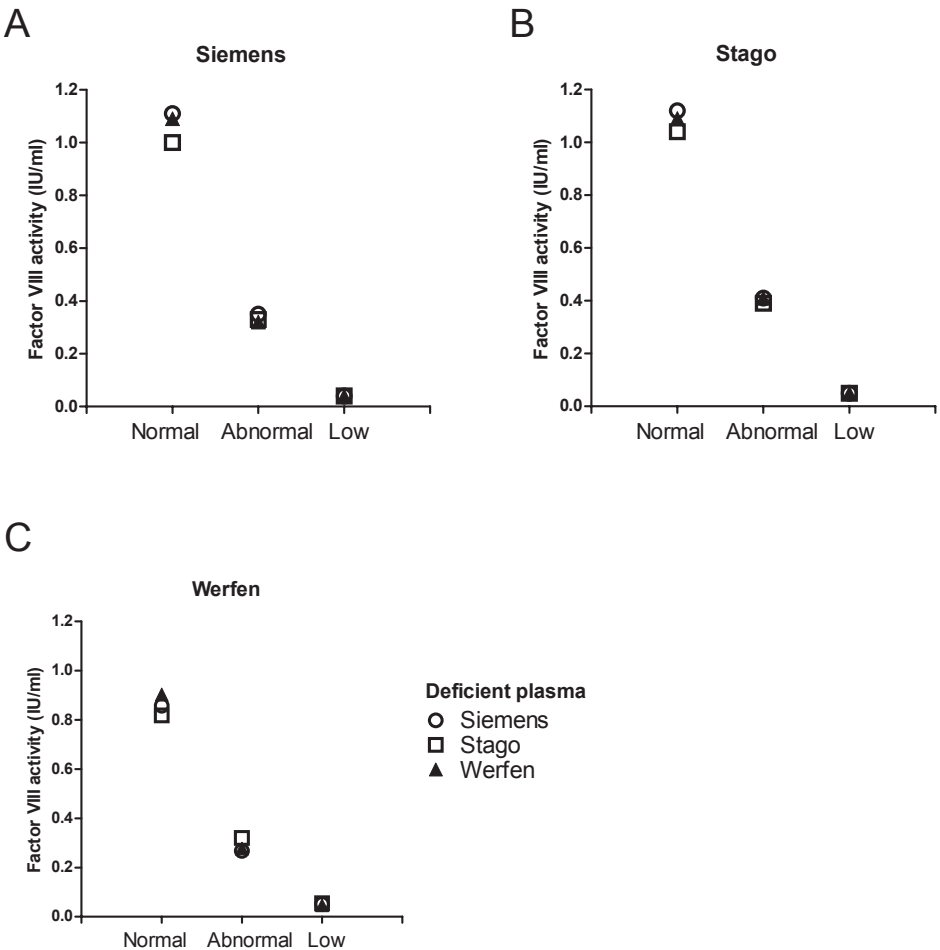 A
Siemens
Factor VIII activity (IU/ml)
1.2
1.0
0.8
0.6
0.4
0.2
0.0
Normal Abnormal Low
B
Stago
Factor VIII activity (IU/ml)
1.2
1.0
0.8
0.6
0.4
0.2
0.0
Normal Abnormal Low
C
Werfen
Factor VIII activity (IU/ml)
1.2
1.0
0.8
0.6
0.4
0.2
0.0
Normal Abnormal Low
Deficient plasma
Siemens
Stago
Werfen